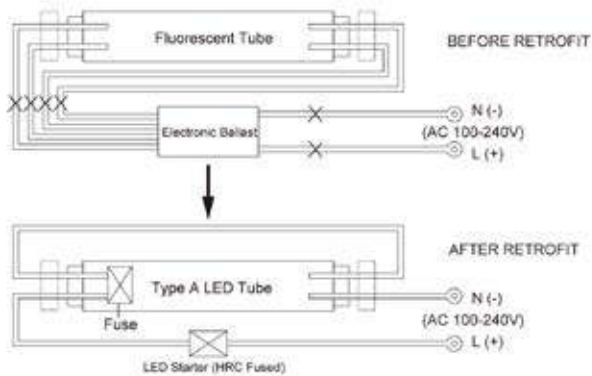 Fluorescent Tube
BEFORE RETROFIT
Electronic Ballast
N (-)
(AC 100-240V)
L (+)
AFTER RETROFIT
Type A LED Tube
Fuse
N (-)
(AC 100-240V)
L (+)
LED Starter (HRC Fused)